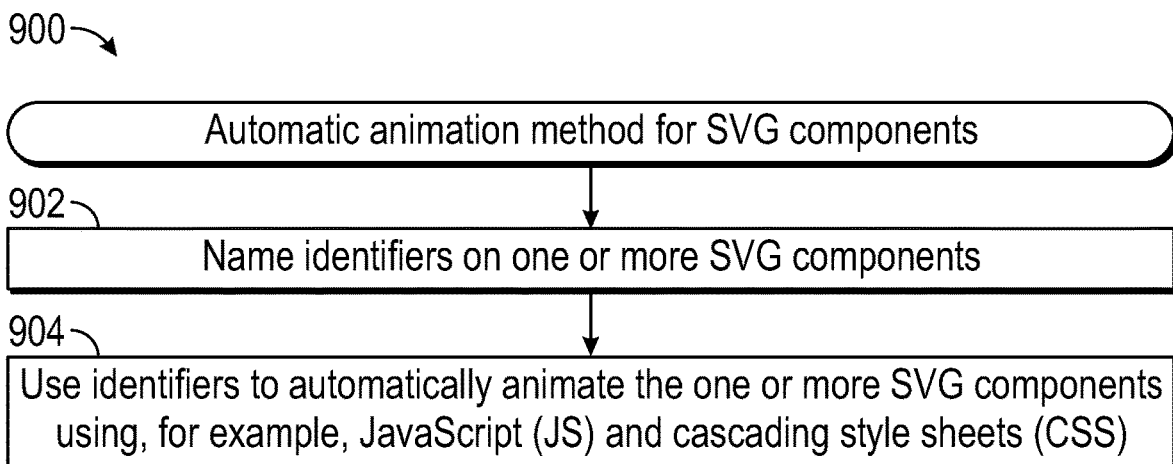 900
Automatic animation method for SVG components
902
Name identifiers on one or more SVG components
904
Use identifiers to automatically animate the one or more SVG components
using, for example, JavaScript (JS) and cascading style sheets (CSS)